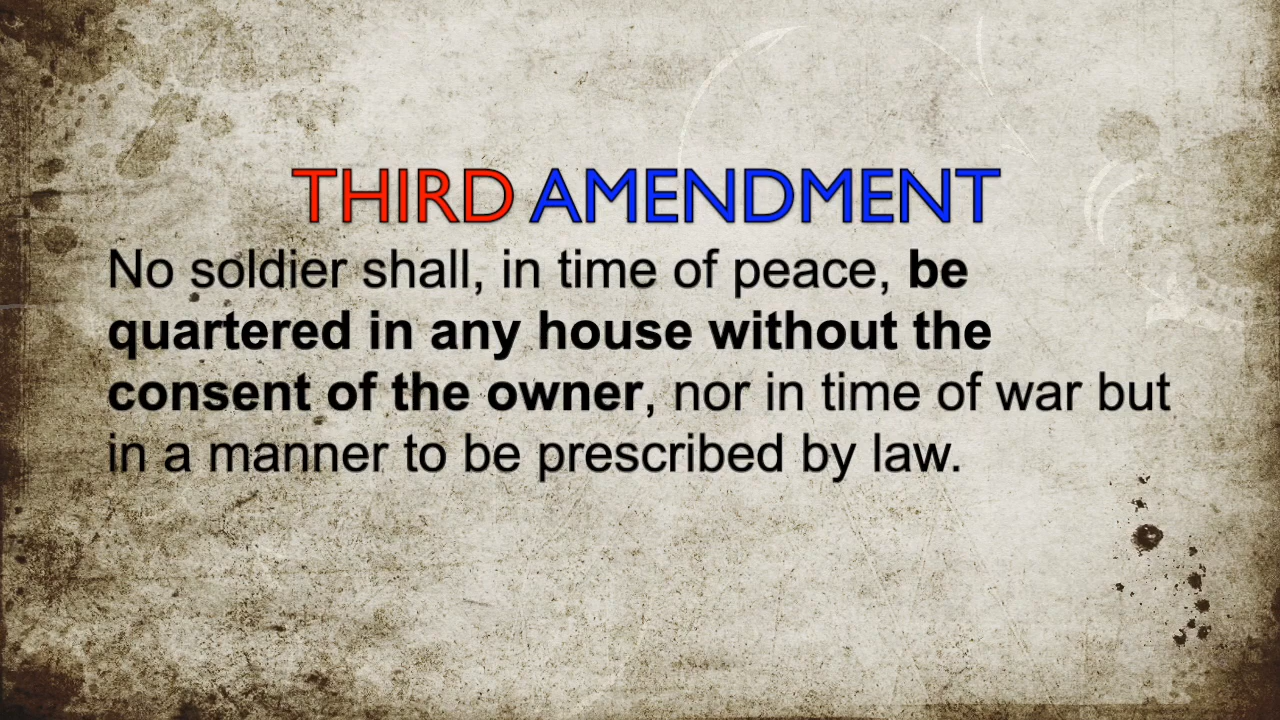 THIRD AMENDMENT
No soldier shall, in time of peace, be
quartered in any house without the
consent of the owner, nor in time of war but
in a manner to be prescribed by law.